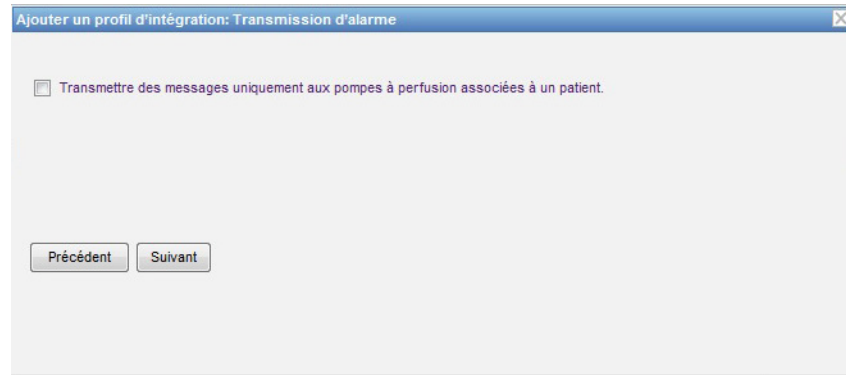 Ajouter un profil d'intégration: Transmission d'alarme
Transmettre des messages uniquement aux pompes à perfusion associées à un patient.
Précédent Suivant